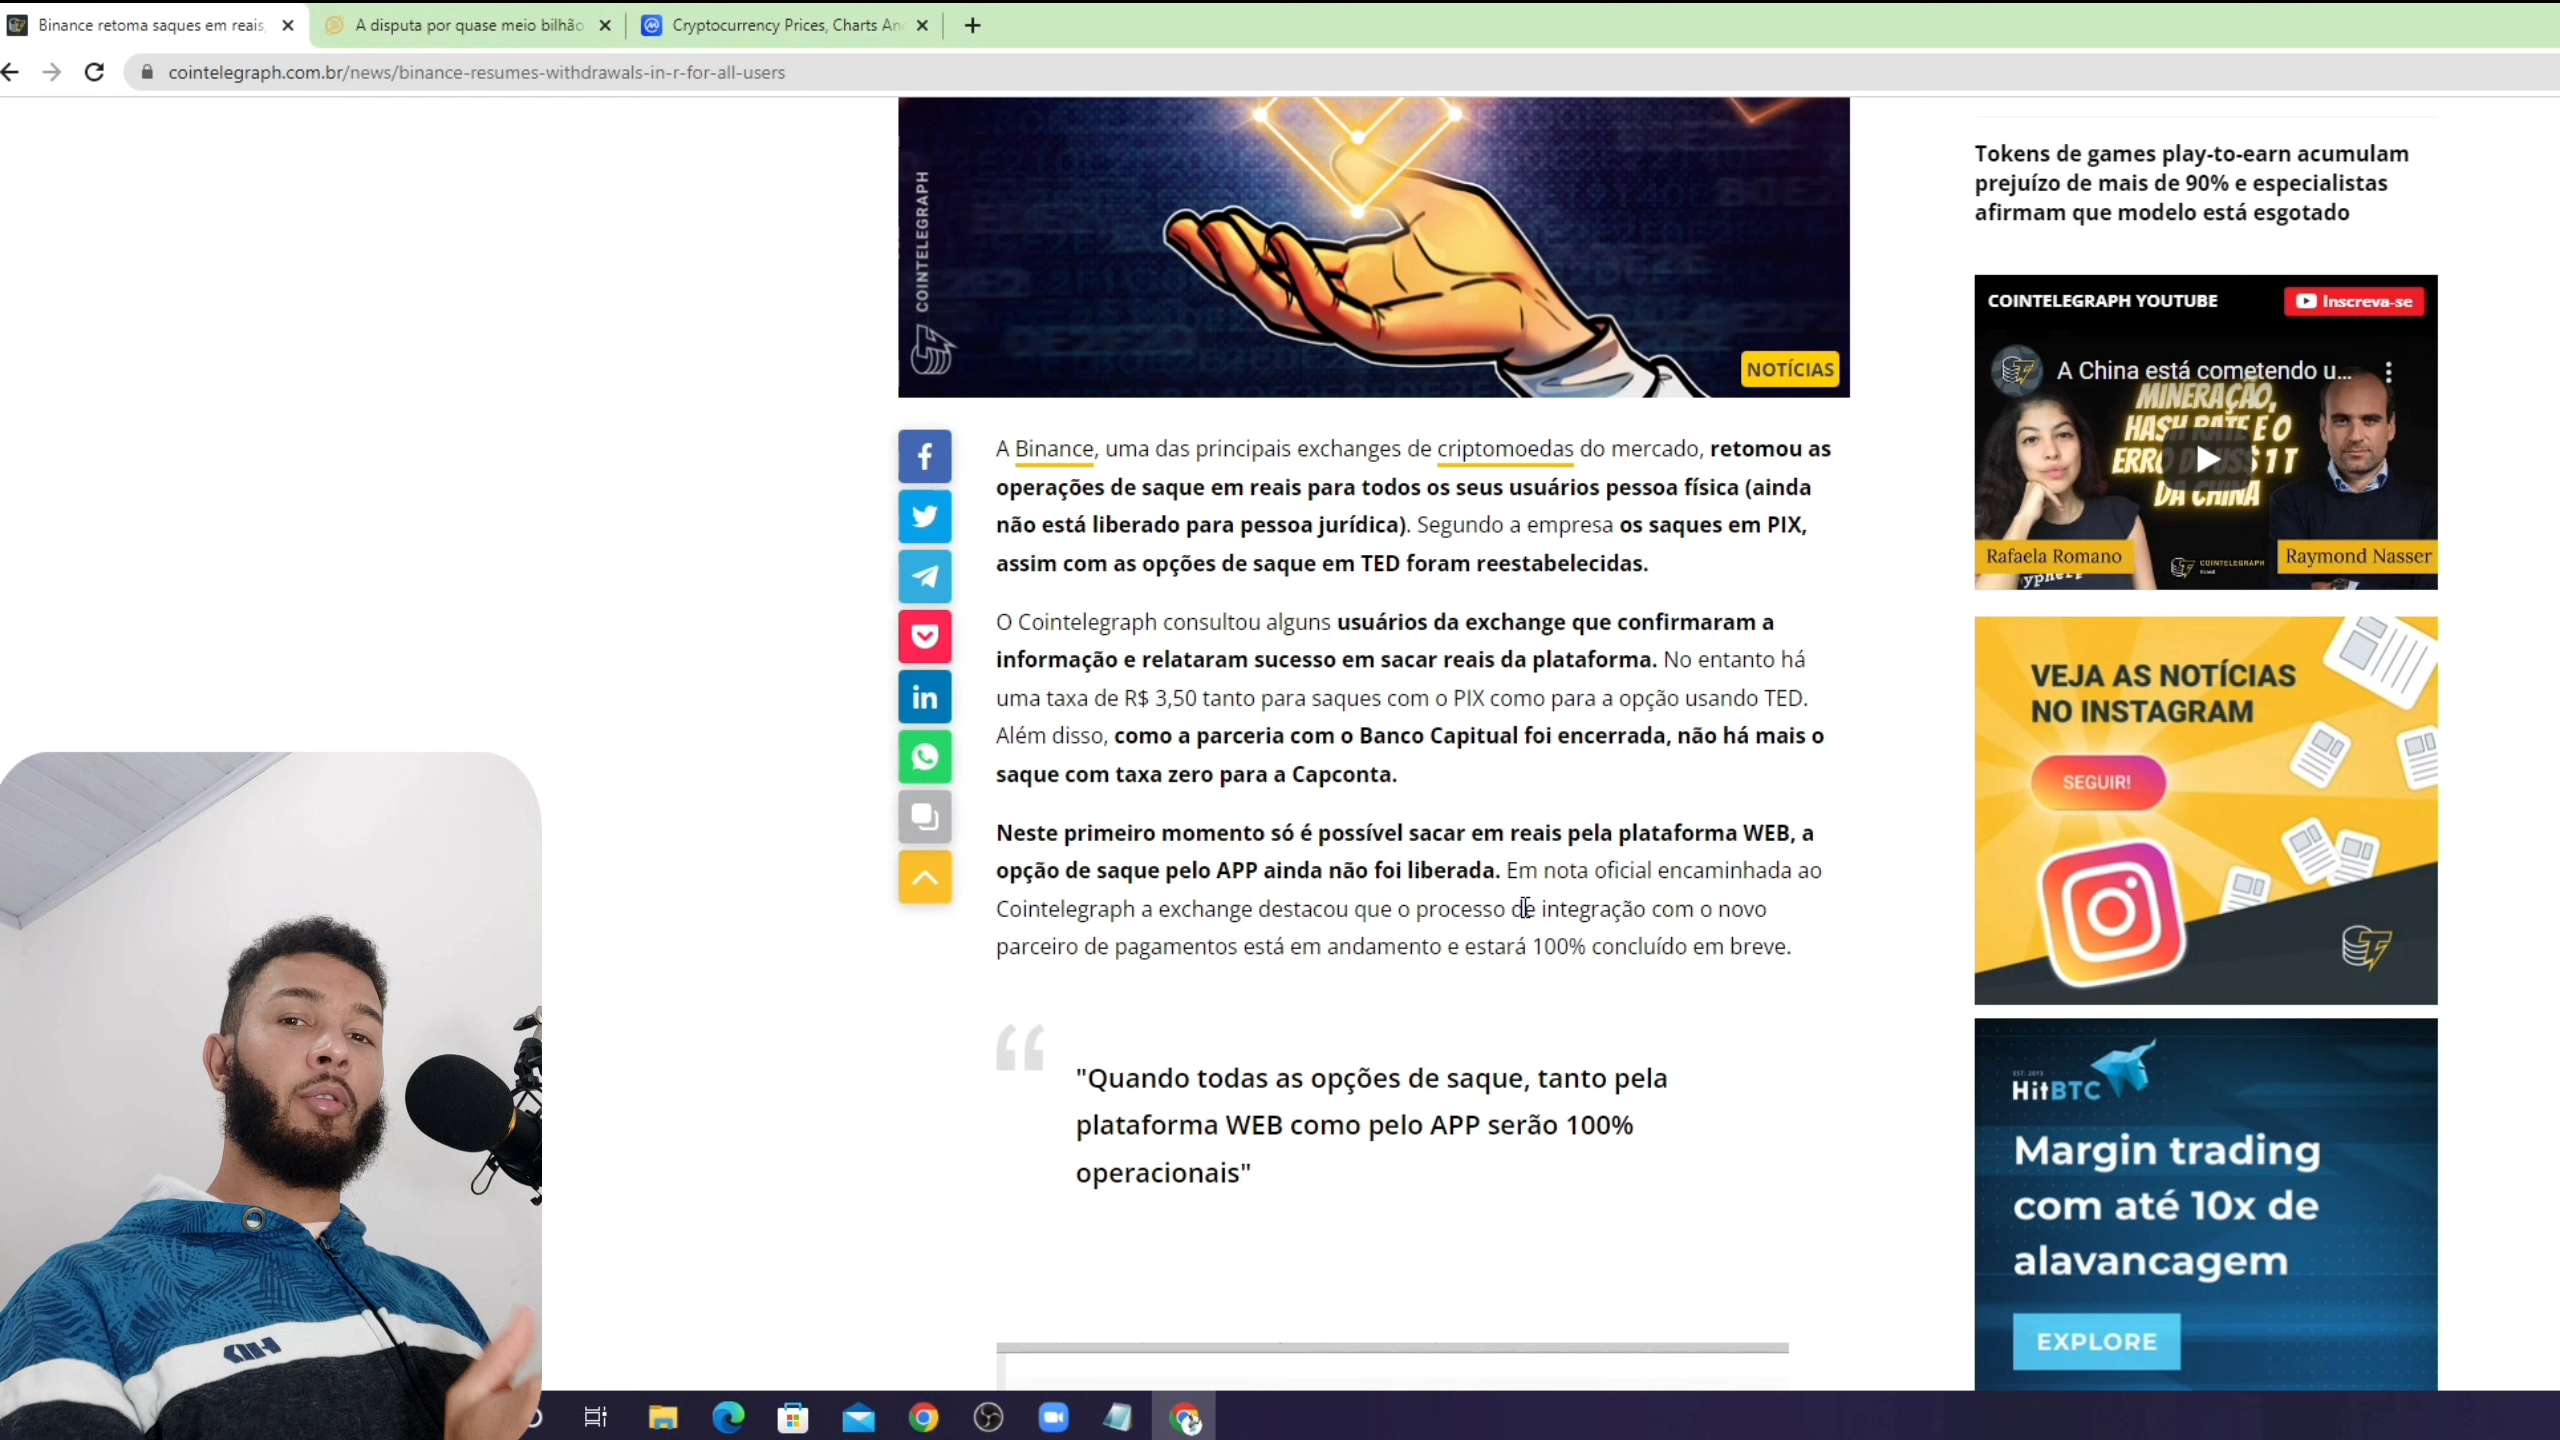 Binance retoma saques em reais,
A disputa por quase meio bilhão
Cryptocurrency Prices, Charts An
cointelegraph.com.br/news/binance-resumes-withdrawals-in-r-for-all-users
COINTELEGRAPH
NOTÍCIAS
A Binance, uma das principais exchanges de criptomoedas do mercado, retomou as
operações de saque em reais para todos os seus usuários pessoa física (ainda
não está liberado para pessoa jurídica). Segundo a empresa os saques em PIX,
assim com as opções de saque em TED foram reestabelecidas.
O Cointelegraph consultou alguns usuários da exchange que confirmaram a
informação e relataram sucesso em sacar reais da plataforma. No entanto há
uma taxa de R$ 3,50 tanto para saques com o PIX como para a opção usando TED.
Além disso, como a parceria com o Banco Capitual foi encerrada, não há mais o
saque com taxa zero para a Capconta.
Neste primeiro momento só é possível sacar em reais pela plataforma WEB, a
opção de saque pelo APP ainda não foi liberada. Em nota oficial encaminhada ao
Cointelegraph a exchange destacou que o processo de integração com o novo
parceiro de pagamentos está em andamento e estará 100% concluído em breve.
"Quando todas as opções de saque, tanto pela
plataforma WEB como pelo APP serão 100%
operacionais"
Tokens de games play-to-earn acumulam
prejuízo de mais de 90% e especialistas
afirmam que modelo está esgotado
COINTELEGRAPH YOUTUBE
Inscreva-se
A China está cometendo u...
MINERAÇÃO,
HASH RATE E O
ERRO DE US$ 1 T
DA CHINA
Rafaela Romano
COINTELEGRAPH
Raymond Nasser
VEJA AS NOTÍCIAS
NO INSTAGRAM
SEGUIR!
HitBTC
Margin trading
com até 10x de
alavancagem
EXPLORE